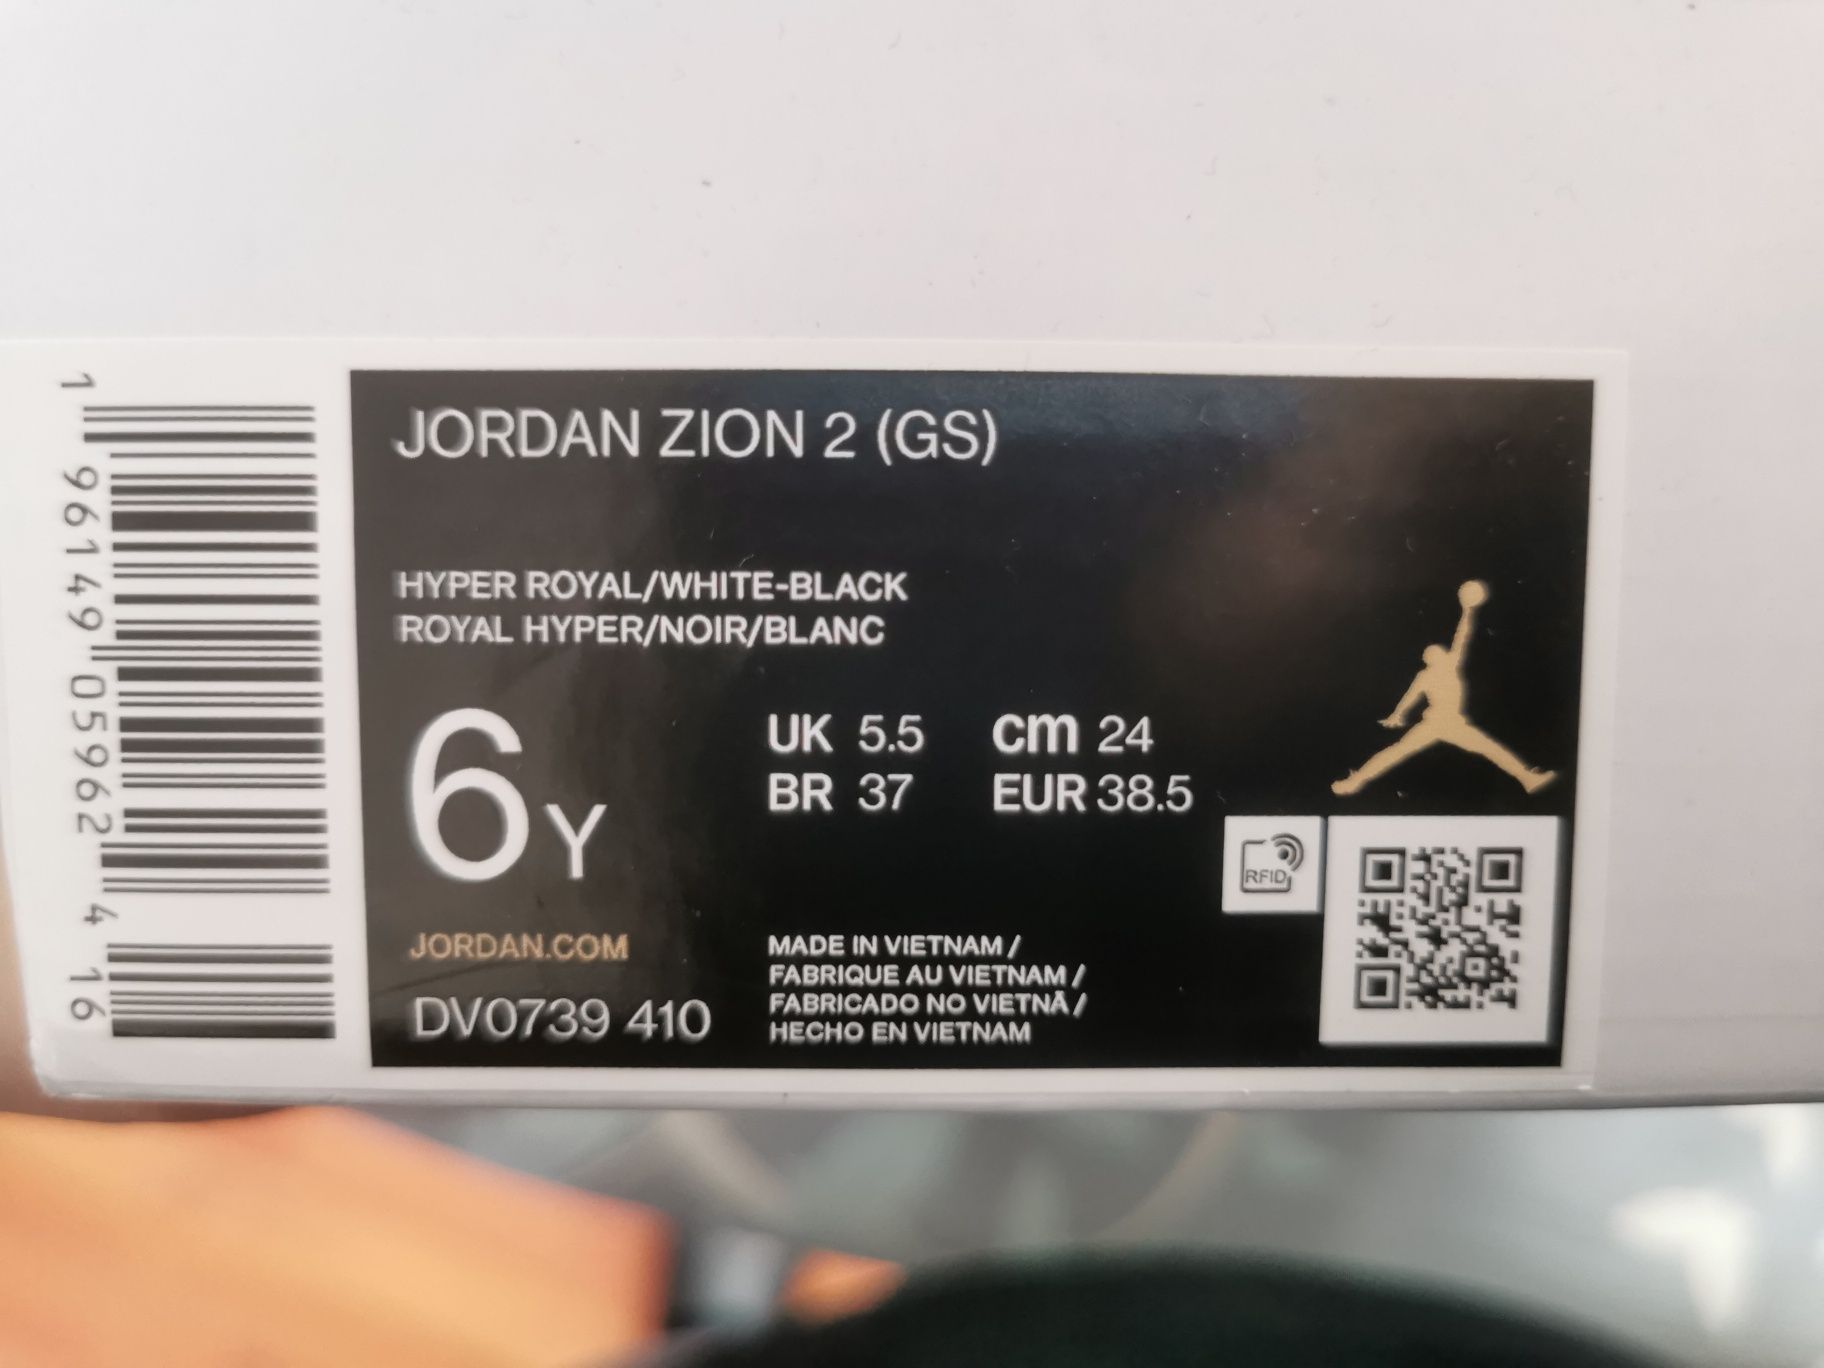 JORDAN ZION 2 (GS)
HYPER ROYAL/WHITE-BLACK
ROYAL HYPER/NOIR/BLANC
6Y
UK 5.5 cm 24
BR 37 EUR 38.5
RFID
JORDAN.COM
DV0739 410
MADE IN VIETNAM /
FABRIQUE AU VIETNAM /
FABRICADO NO VIETNÃ /
HECHO EN VIETNAM
1 96149 05962 4 16